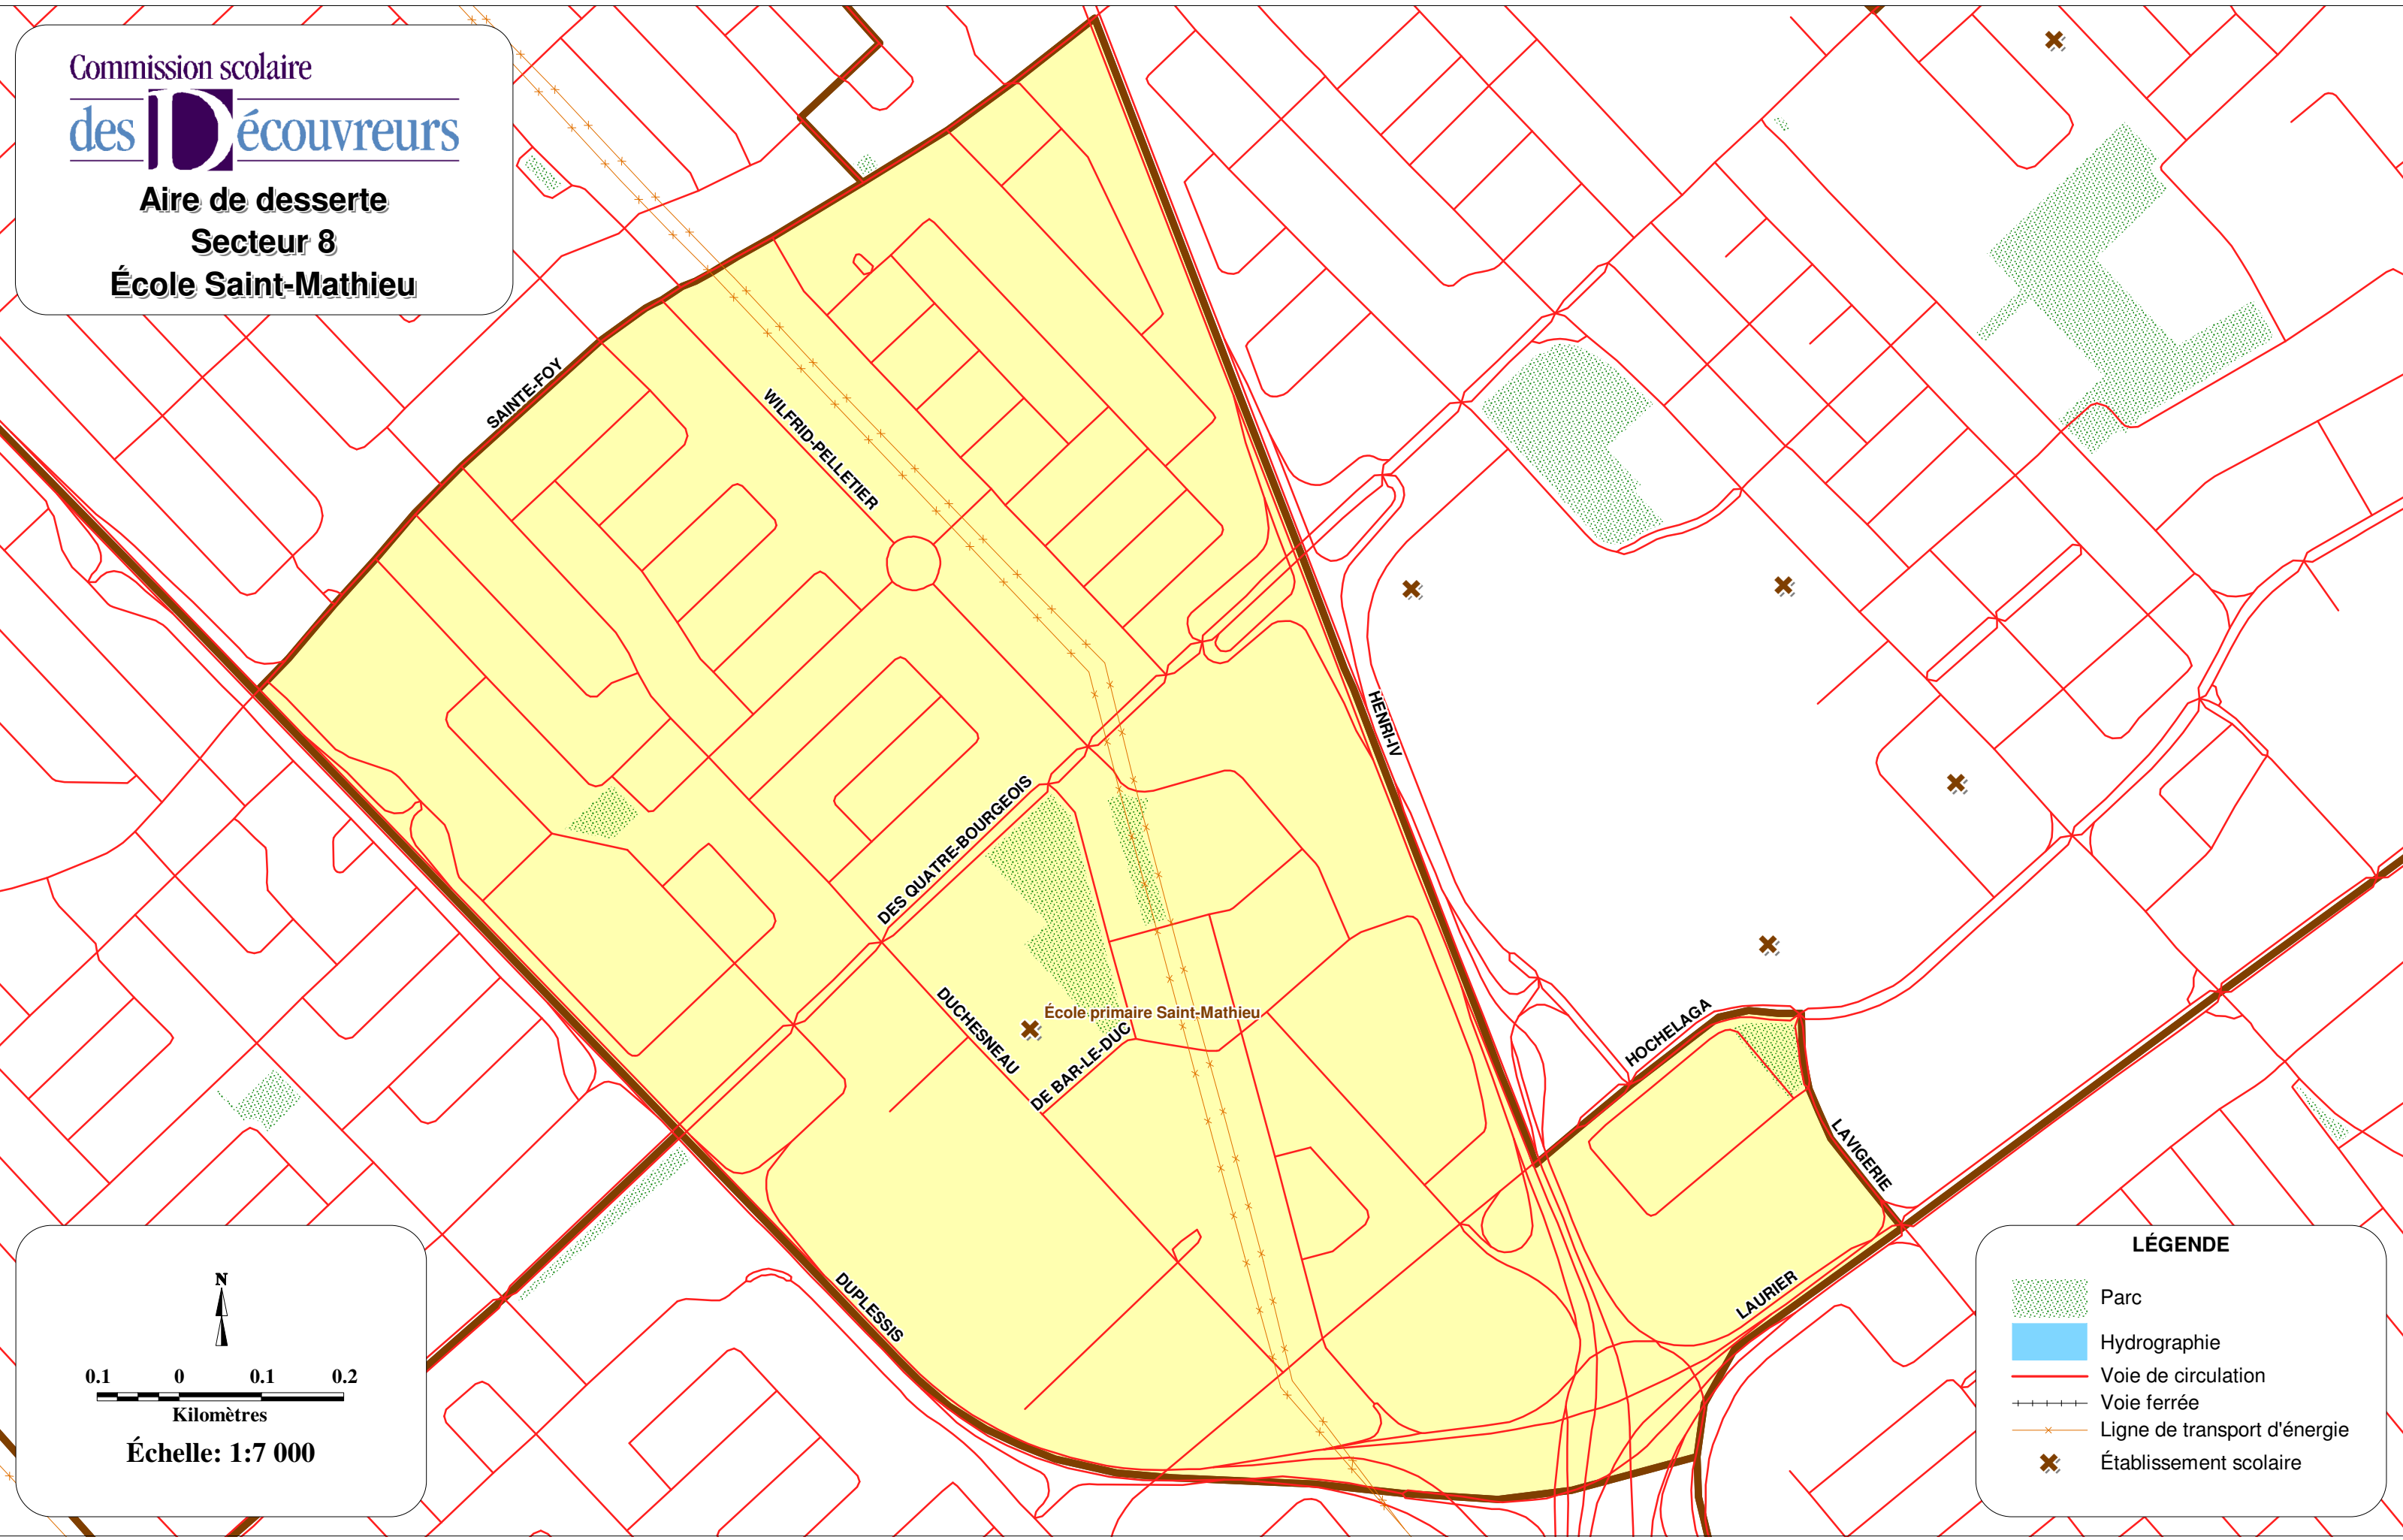 Commission scolaire
des Découvreurs
Aire de desserte
Secteur 8
École Saint-Mathieu
SAINTE-FOY
WILFRID-PELLETIER
HENRI-IV
DES QUATRE-BOURGEOIS
DUCHESNEAU
École primaire Saint-Mathieu
DE BAR-LE-DUC
HOCHELAGA
LAVIGERIE
LAURIER
DUPLESSIS
N
0.1 0 0.1 0.2
Kilomètres
Échelle: 1:7 000
LÉGENDE
Parc
Hydrographie
Voie de circulation
Voie ferrée
Ligne de transport d'énergie
Établissement scolaire